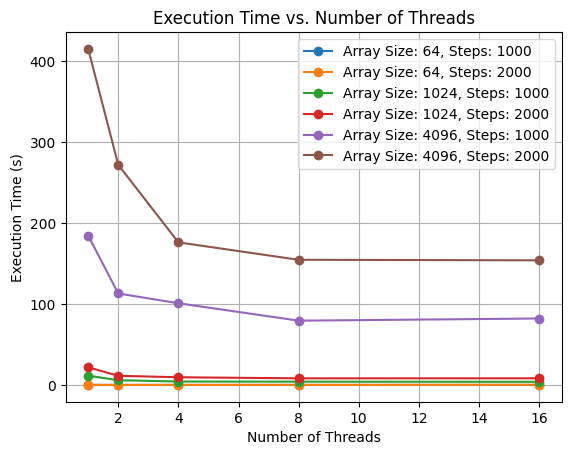 Execution Time vs. Number of Threads
Array Size: 64, Steps: 1000
Array Size: 64, Steps: 2000
Array Size: 1024, Steps: 1000
Array Size: 1024, Steps: 2000
Array Size: 4096, Steps: 1000
Array Size: 4096, Steps: 2000
400
300
200
100
0
Execution Time (s)
2 4 6 8 10 12 14 16
Number of Threads